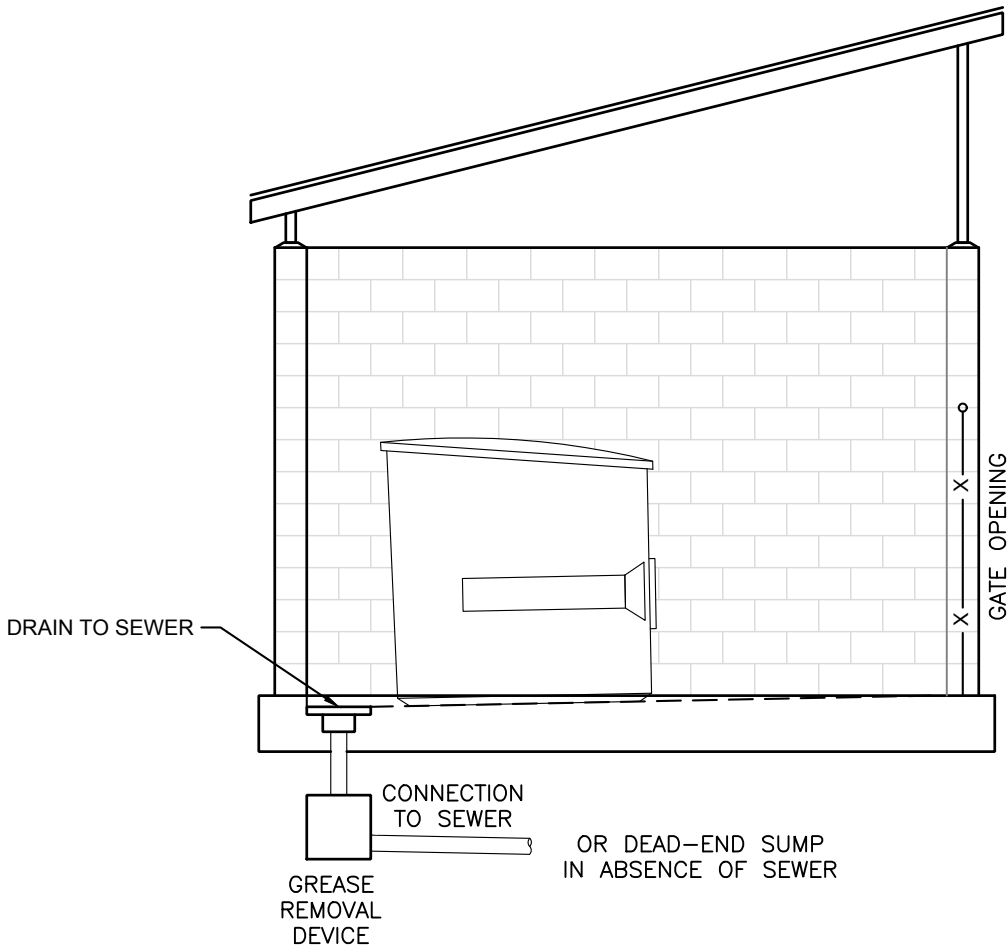 GATE OPENING
DRAIN TO SEWER
CONNECTION
TO SEWER
OR DEAD-END SUMP
IN ABSENCE OF SEWER
GREASE
REMOVAL
DEVICE